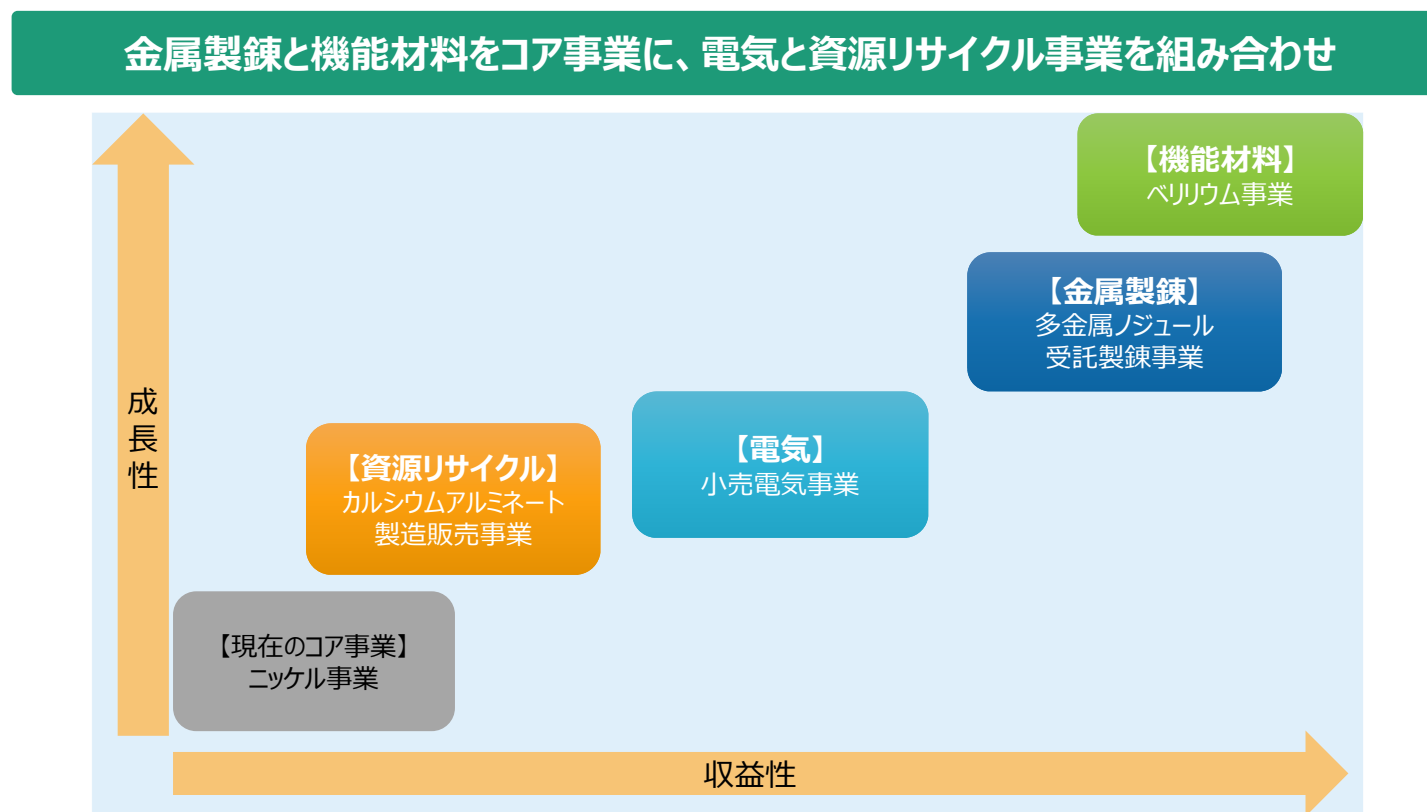 金属製錬と機能材料をコア事業に、電気と資源リサイクル事業を組み合わせ
【機能材料】
ベリリウム事業
【金属製錬】
多金属ノジュール
受託製錬事業
成長性
【電気】
小売電気事業
【資源リサイクル】
カルシウムアルミネート
製造販売事業
【現在のコア事業】
ニッケル事業
収益性